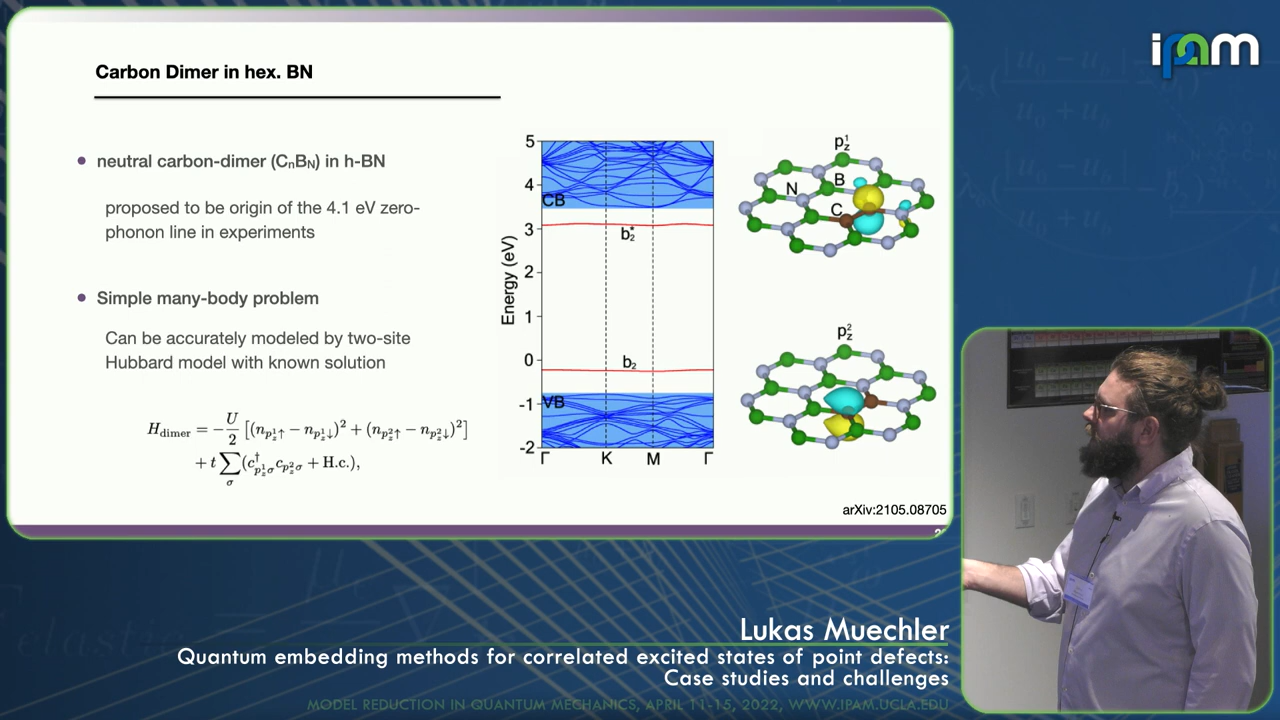 ipam
Carbon Dimer in hex. BN
• neutral carbon-dimer (CₙBɴ) in h-BN
proposed to be origin of the 4.1 eV zero-
phonon line in experiments
• Simple many-body problem
Can be accurately modeled by two-site
Hubbard model with known solution
H_dimer = −U/2 [(n_{p_z^1↑} − n_{p_z^1↓})² + (n_{p_z^2↑} − n_{p_z^2↓})²]
+ t ∑_σ (c†_{p_z^1σ} c_{p_z^2σ} + H.c.),
Energy (eV)
5
4
3
2
1
0
-1
-2
CB
b₂*
b₂
VB
Γ K M Γ
p_z^1
N B
C
p_z^2
arXiv:2105.08705
Lukas Muechler
Quantum embedding methods for correlated excited states of point defects:
Case studies and challenges
MODEL REDUCTION IN QUANTUM MECHANICS, APRIL 11-15, 2022, WWW.IPAM.UCLA.EDU